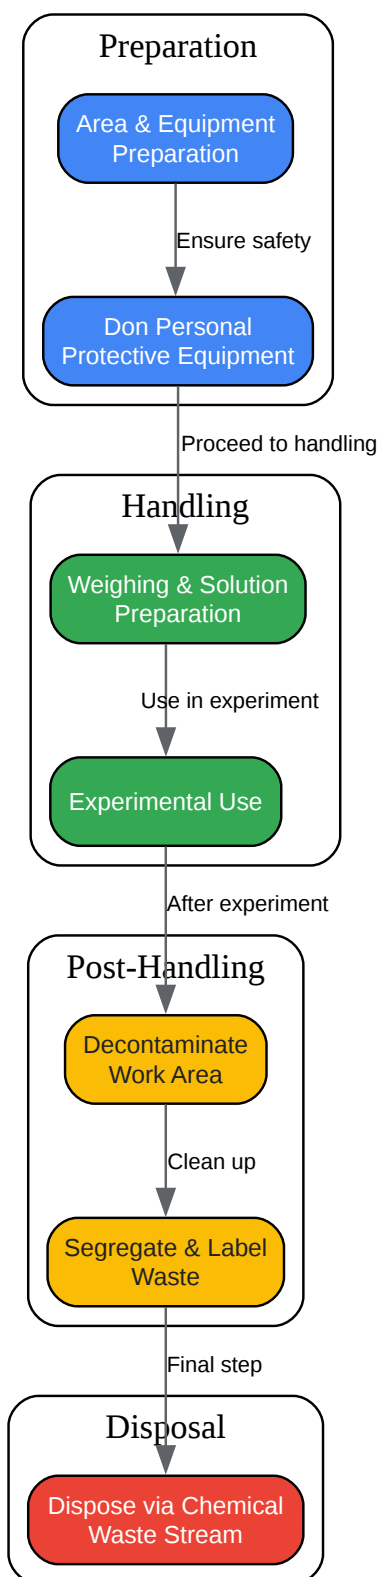 Preparation
Area & Equipment
Preparation
Ensure safety
Don Personal
Protective Equipment
Proceed to handling
Handling
Weighing & Solution
Preparation
Use in experiment
Experimental Use
After experiment
Post-Handling
Decontaminate
Work Area
Clean up
Segregate & Label
Waste
Final step
Disposal
Dispose via Chemical
Waste Stream